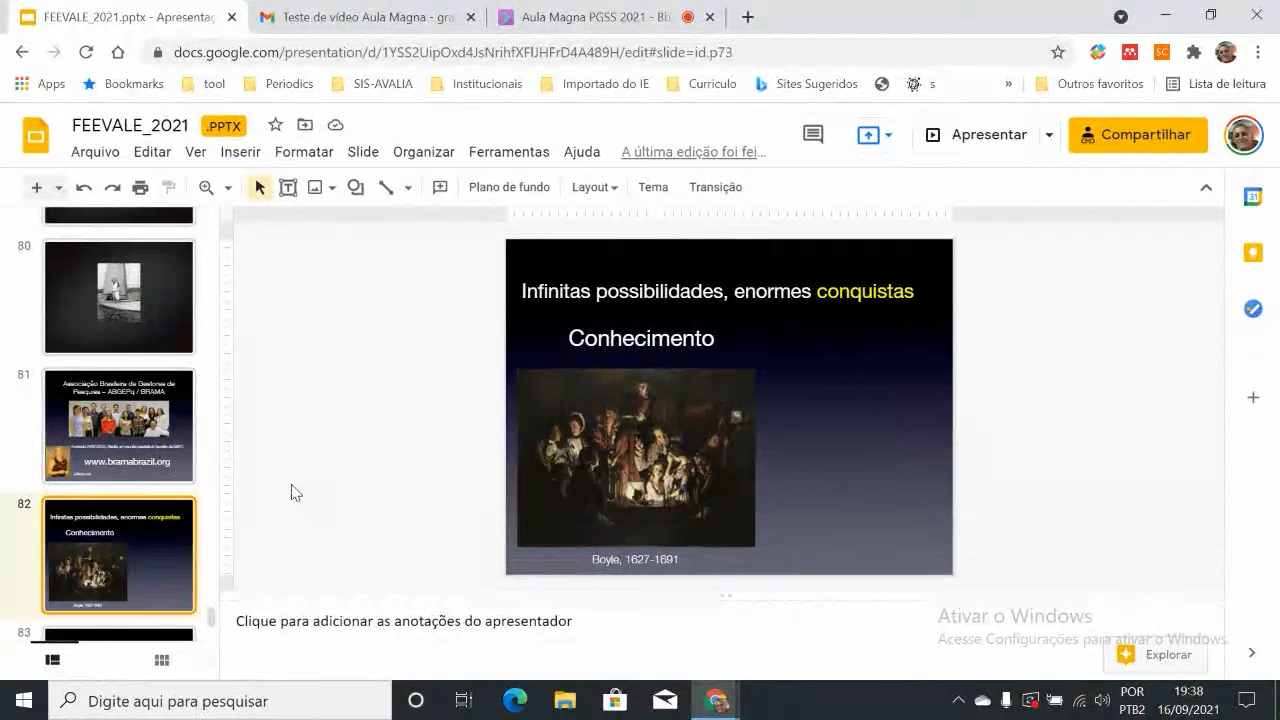 FEEVALE_2021.pptx - Apresentaç
Teste de vídeo Aula Magna - gra
Aula Magna PGSS 2021 - Bb
docs.google.com/presentation/d/1YSS2UipOxd4JsNrihfXFlJHFrD4A489H/edit#slide=id.p73
Apps
Bookmarks
tool
Periodics
SIS-AVALIA
Institucionais
Importado do IE
Currículo
Sites Sugeridos
s
»
Outros favoritos
Lista de leitura
FEEVALE_2021
.PPTX
Apresentar
Compartilhar
Arquivo Editar Ver Inserir Formatar Slide Organizar Ferramentas Ajuda
A última edição foi fei...
Plano de fundo
Layout
Tema
Transição
31
80
81
Associação Brasileira de Gestores de
Pesquisa – ABGEPq / BRAMA
www.bramabrazil.org
82
Infinitas possibilidades, enormes conquistas
Conhecimento
Boyle, 1627-1691
83
Infinitas possibilidades, enormes conquistas
Conhecimento
Boyle, 1627-1691
Clique para adicionar as anotações do apresentador
Ativar o Windows
Acesse Configurações para ativar o Windows.
Explorar
Digite aqui para pesquisar
POR
PTB2
19:38
16/09/2021